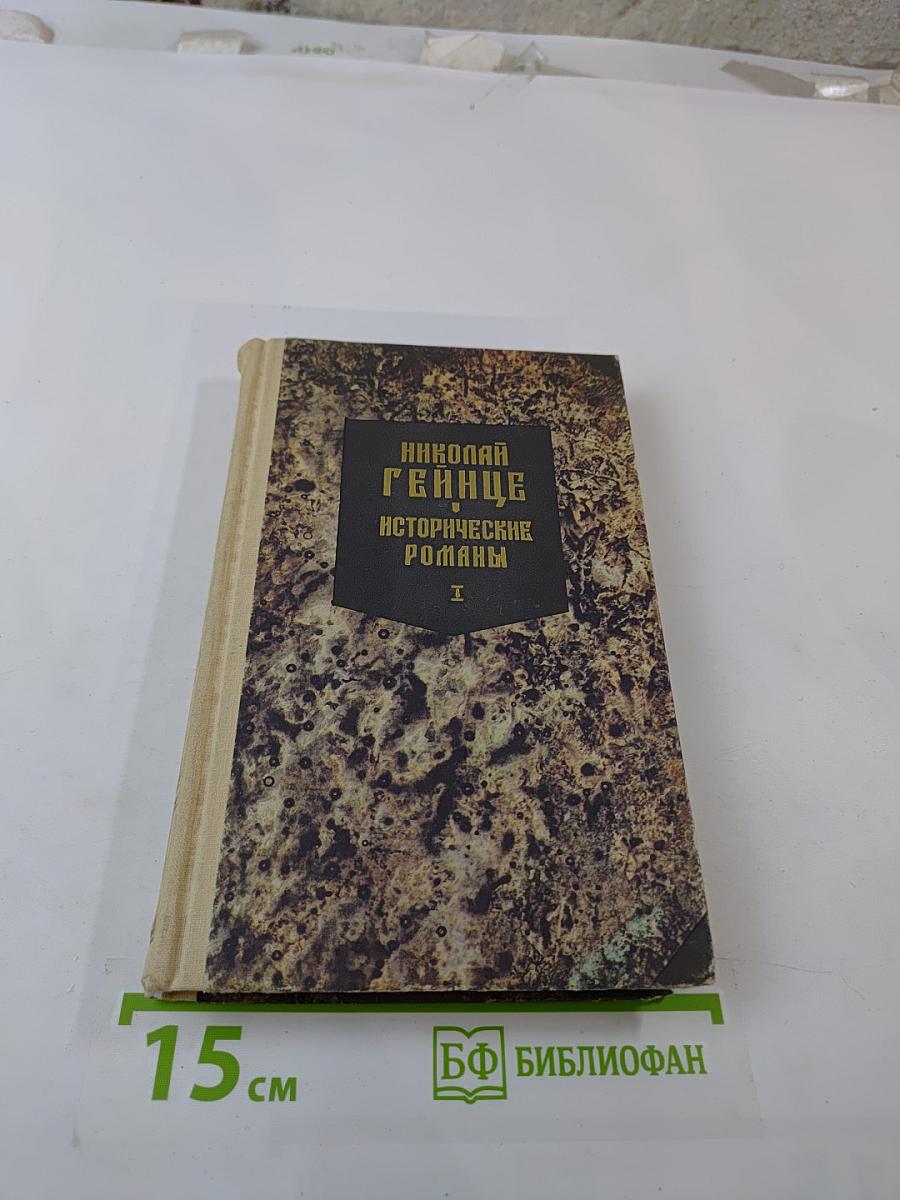 НИКОЛАЙ
ГЕЙНЦЕ
ИСТОРИЧЕСКИЕ
РОМАНЫ
I
15 см
БФ БИБЛИОФАН